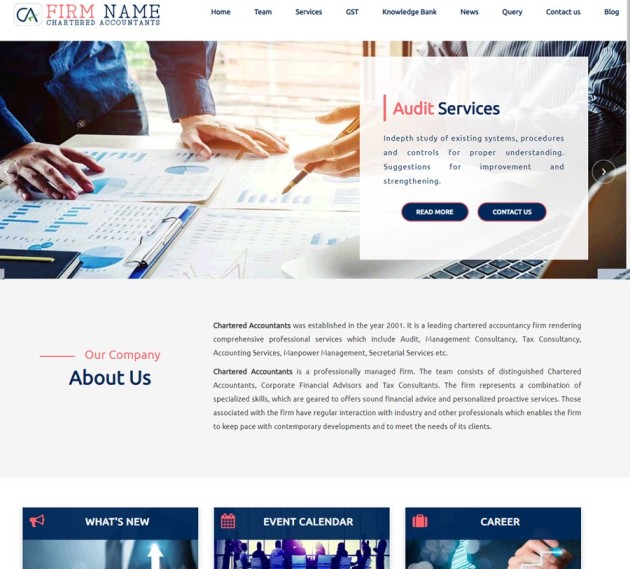 CA FIRM NAME
CHARTERED ACCOUNTANTS
Home Team Services GST Knowledge Bank News Query Contact us Blog
Audit Services
Indepth study of existing systems, procedures
and controls for proper understanding.
Suggestions for improvement and
strengthening.
READ MORE CONTACT US
Our Company
About Us
Chartered Accountants was established in the year 2001. It is a leading chartered accountancy firm rendering
comprehensive professional services which include Audit, Management Consultancy, Tax Consultancy,
Accounting Services, Manpower Management, Secretarial Services etc.
Chartered Accountants is a professionally managed firm. The team consists of distinguished Chartered
Accountants, Corporate Financial Advisors and Tax Consultants. The firm represents a combination of
specialized skills, which are geared to offers sound financial advice and personalized proactive services. Those
associated with the firm have regular interaction with industry and other professionals which enables the firm
to keep pace with contemporary developments and to meet the needs of its clients.
WHAT'S NEW EVENT CALENDAR CAREER